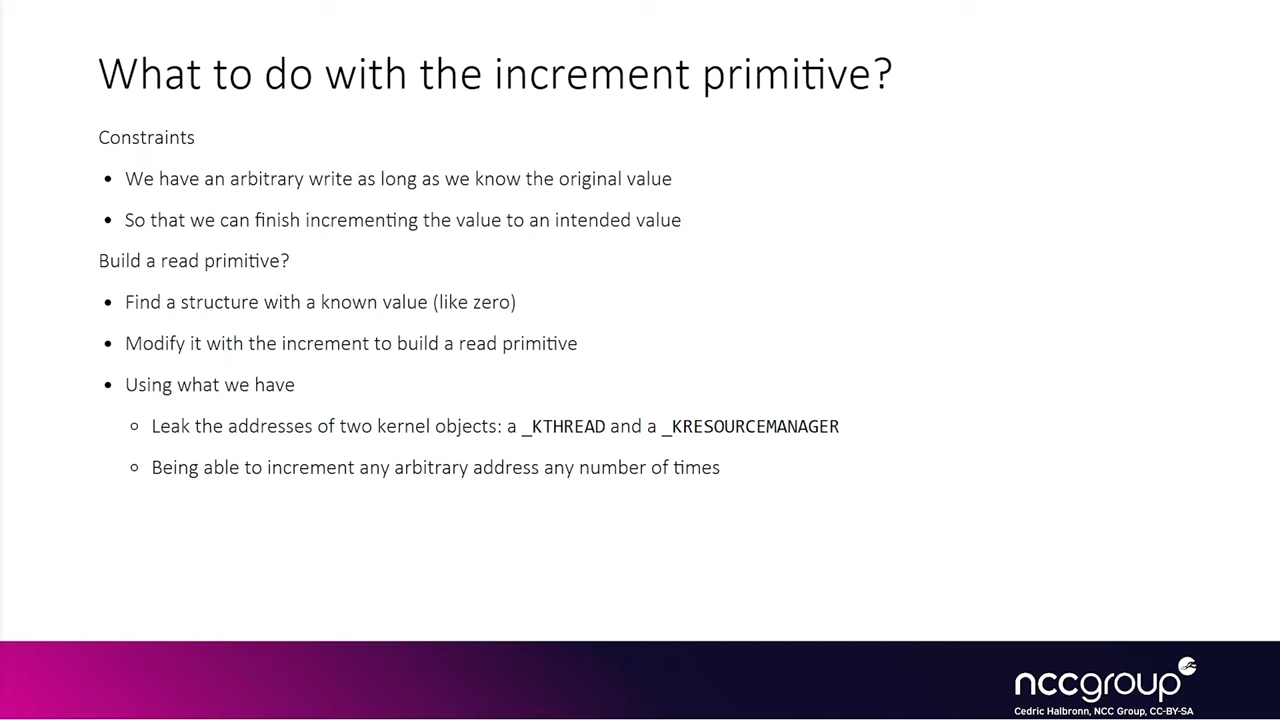 What to do with the increment primitive?
Constraints
• We have an arbitrary write as long as we know the original value
• So that we can finish incrementing the value to an intended value
Build a read primitive?
• Find a structure with a known value (like zero)
• Modify it with the increment to build a read primitive
• Using what we have
○ Leak the addresses of two kernel objects: a _KTHREAD and a _KRESOURCEMANAGER
○ Being able to increment any arbitrary address any number of times
nccgroup
Cedric Halbronn, NCC Group, CC-BY-SA